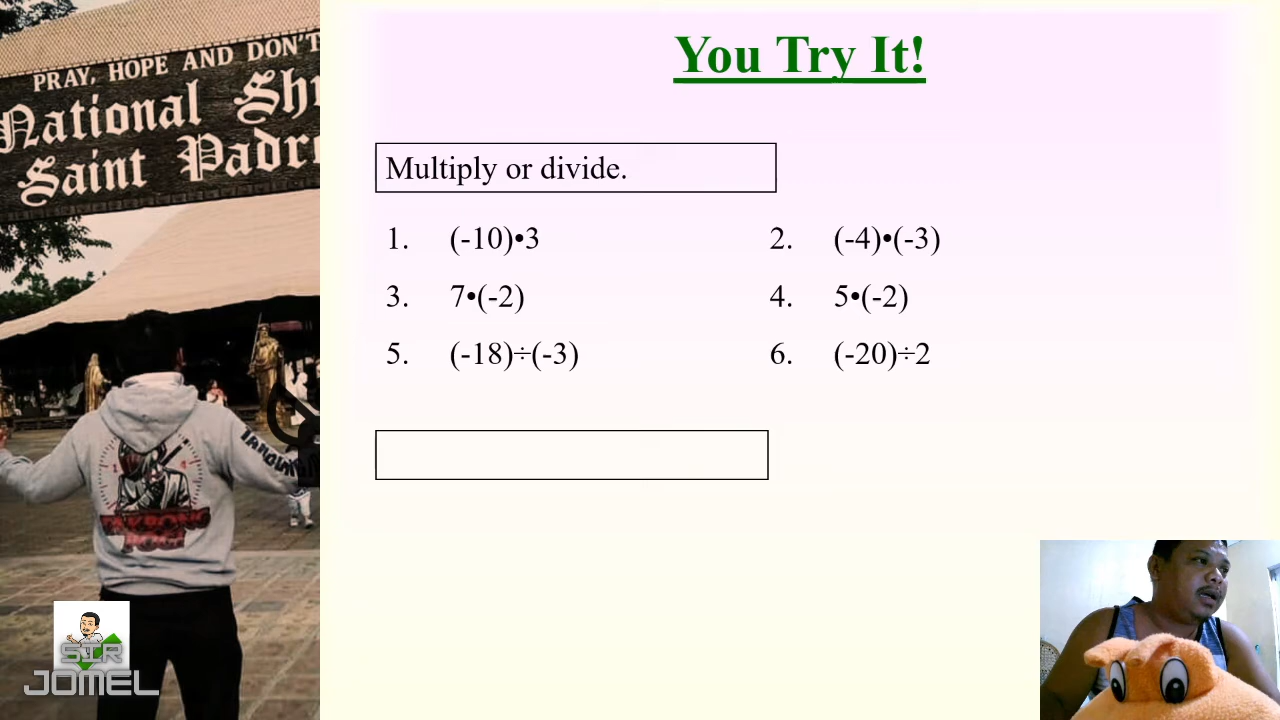 PRAY, HOPE AND DON'T
National Sh
Saint Padr
You Try It!
Multiply or divide.
1. (-10)•3
2. (-4)•(-3)
3. 7•(-2)
4. 5•(-2)
5. (-18)÷(-3)
6. (-20)÷2
SIR
JOMEL